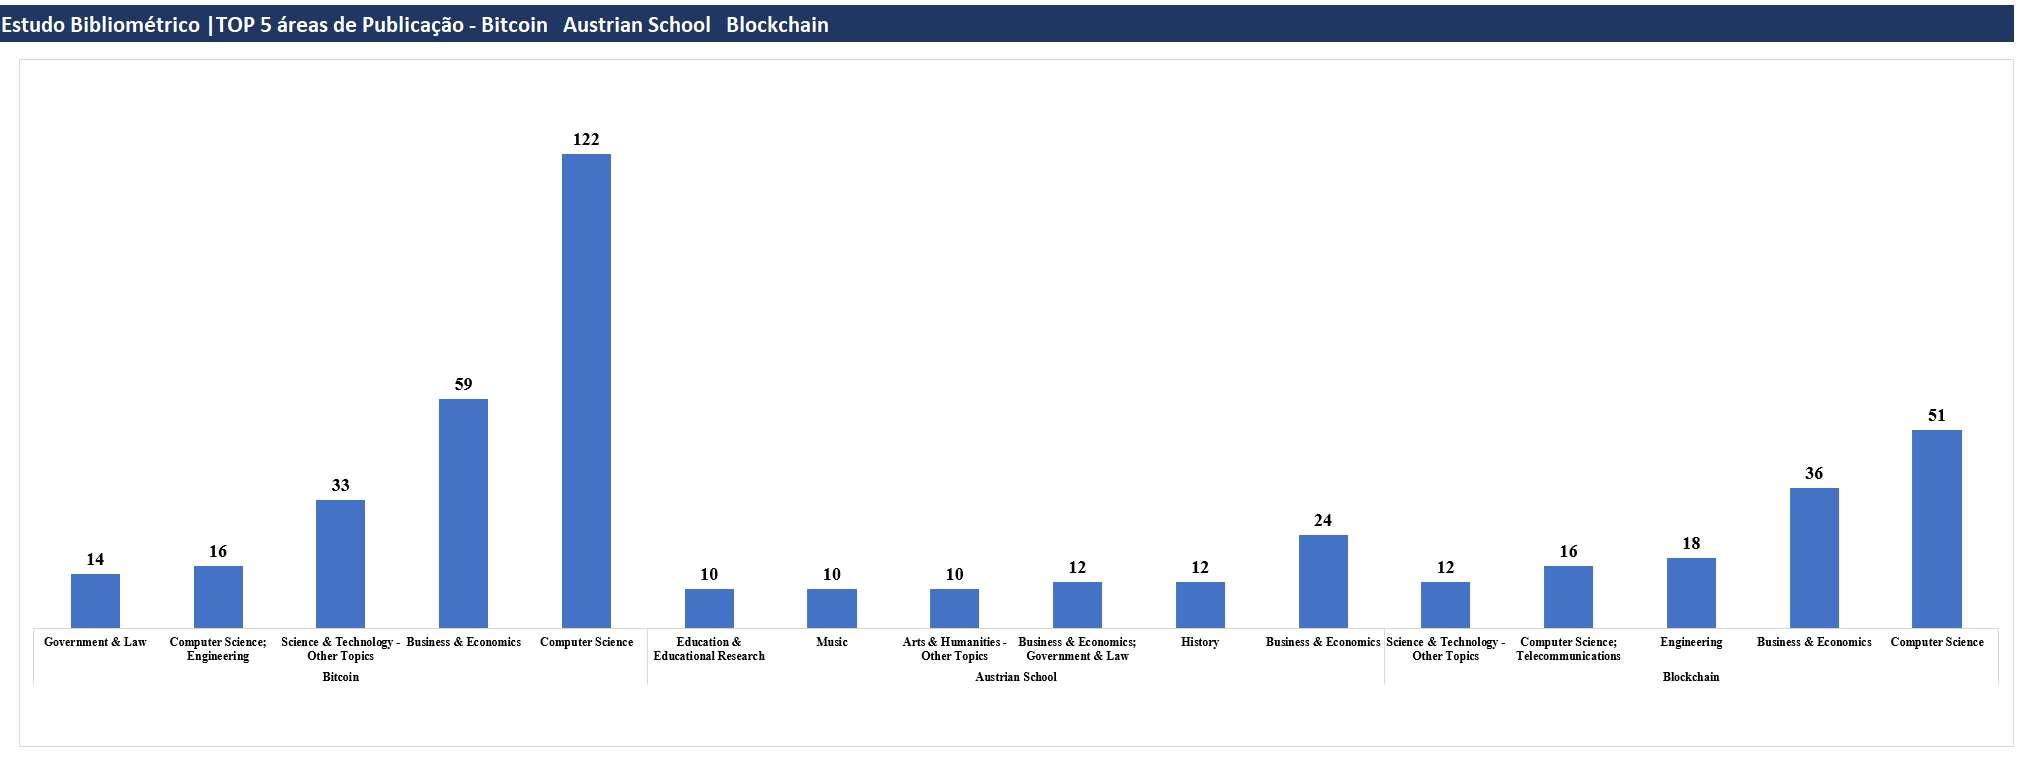 Estudo Bibliométrico |TOP 5 áreas de Publicação - Bitcoin   Austrian School   Blockchain
122
59
51
33
36
24
14
16
10
10
10
12
12
12
16
18
Government & Law
Computer Science;
Engineering
Science & Technology -
Other Topics
Business & Economics
Computer Science
Education &
Educational Research
Music
Arts & Humanities -
Other Topics
Business & Economics;
Government & Law
History
Business & Economics
Science & Technology -
Other Topics
Computer Science;
Telecommunications
Engineering
Business & Economics
Computer Science
Bitcoin
Austrian School
Blockchain